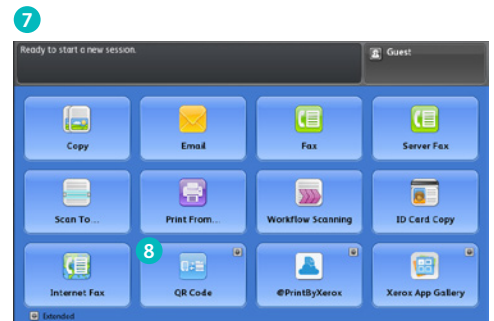 7
Ready to start a new session.
Guest
Copy
Email
Fax
Server Fax
Scan To...
Print From...
Workflow Scanning
ID Card Copy
8
Internet Fax
QR Code
@PrintByXerox
Xerox App Gallery
Extended